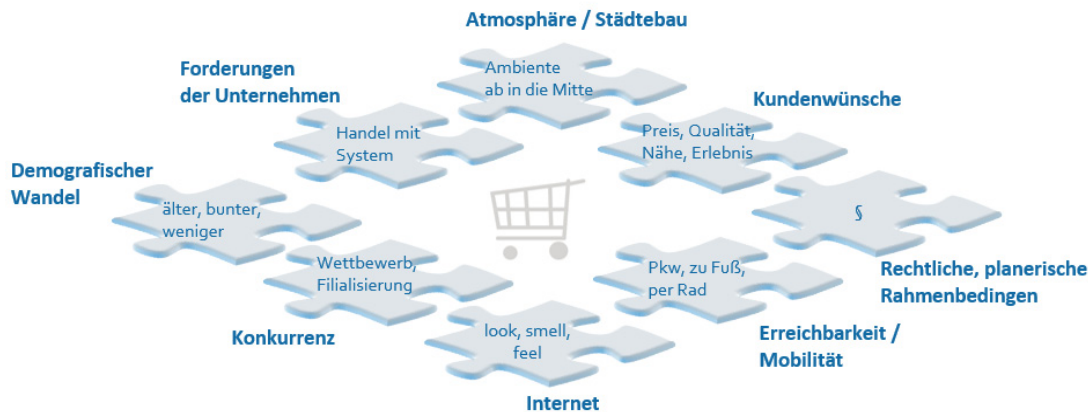 Atmosphäre / Städtebau
Ambiente
ab in die Mitte
Forderungen
der Unternehmen
Handel mit
System
Kundenwünsche
Preis, Qualität,
Nähe, Erlebnis
Demografischer
Wandel
älter, bunter,
weniger
§
Rechtliche, planerische
Rahmenbedingen
Wettbewerb,
Filialisierung
Konkurrenz
Pkw, zu Fuß,
per Rad
Erreichbarkeit /
Mobilität
look, smell,
feel
Internet